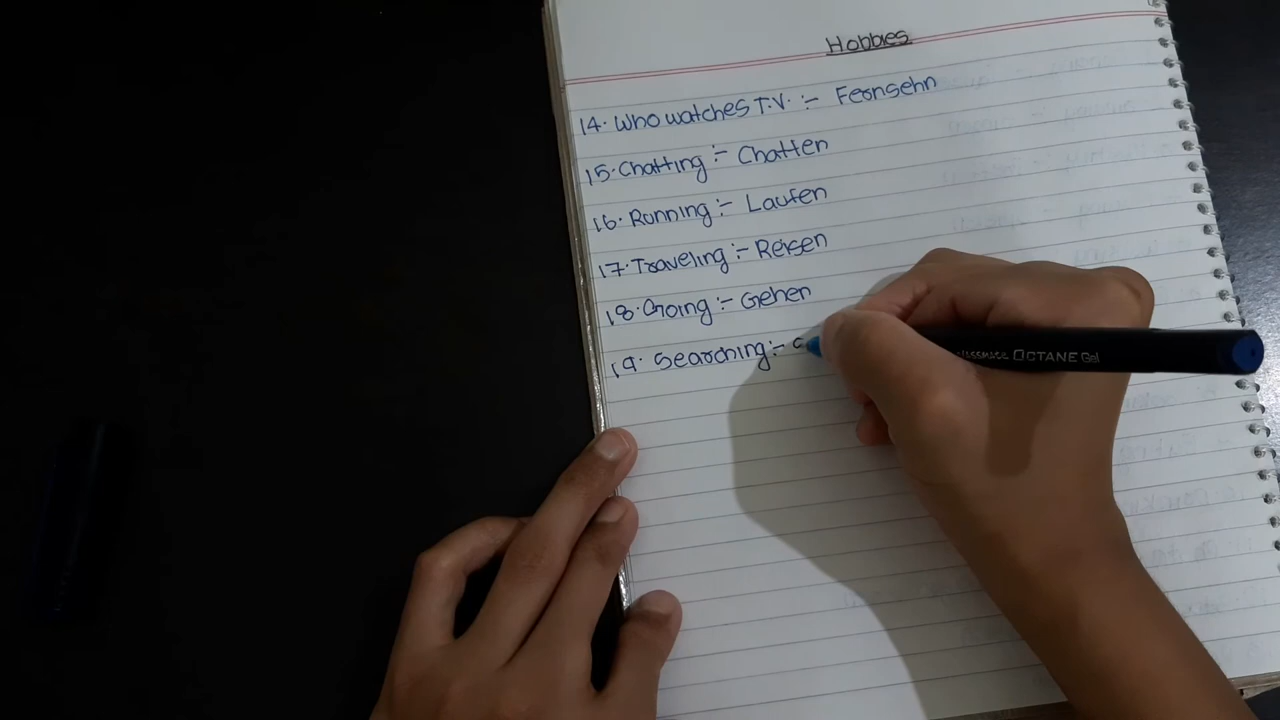 Hobbies
14. Who watches T.V. :- Fernsehn
15. Chatting :- Chatten
16. Running :- Laufen
17. Traveling :- Reisen
18. Going :- Gehen
19. Searching :- S
CLASSMATE OCTANE Gel